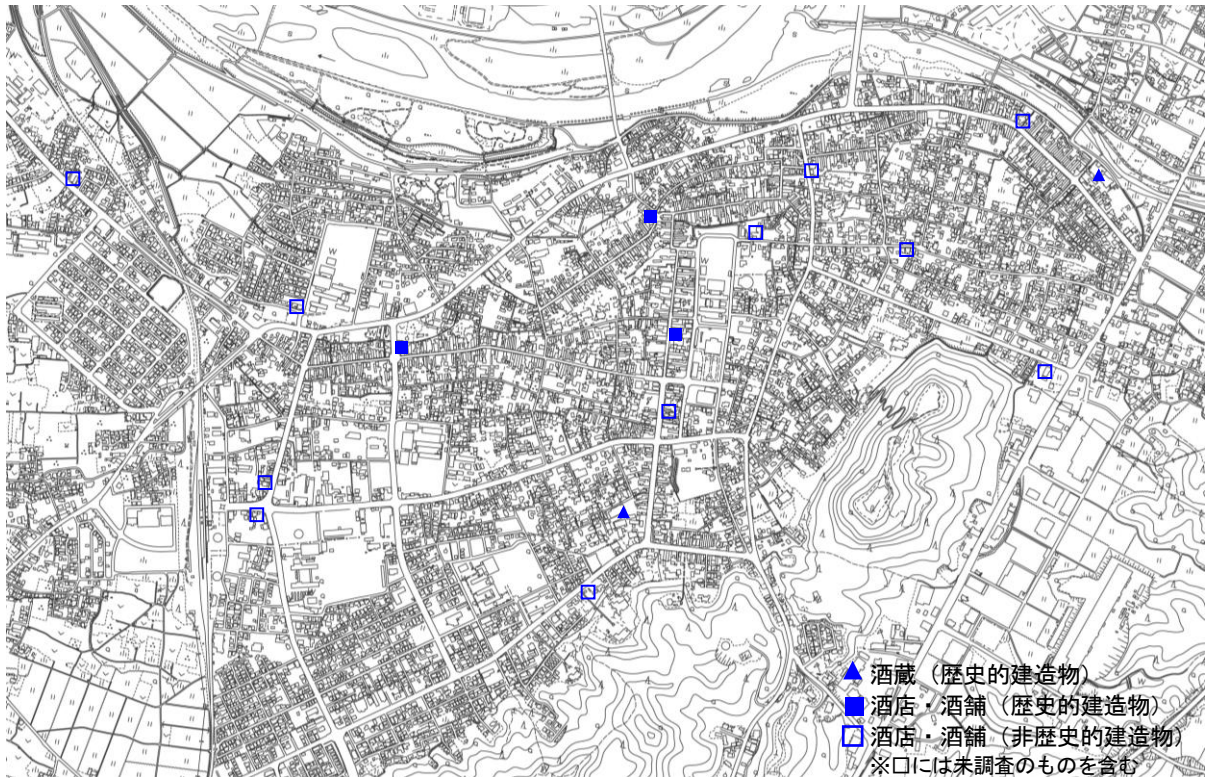 酒蔵（歴史的建造物）
酒店・酒舗（歴史的建造物）
酒店・酒舗（非歴史的建造物）
※□には未調査のものを含む